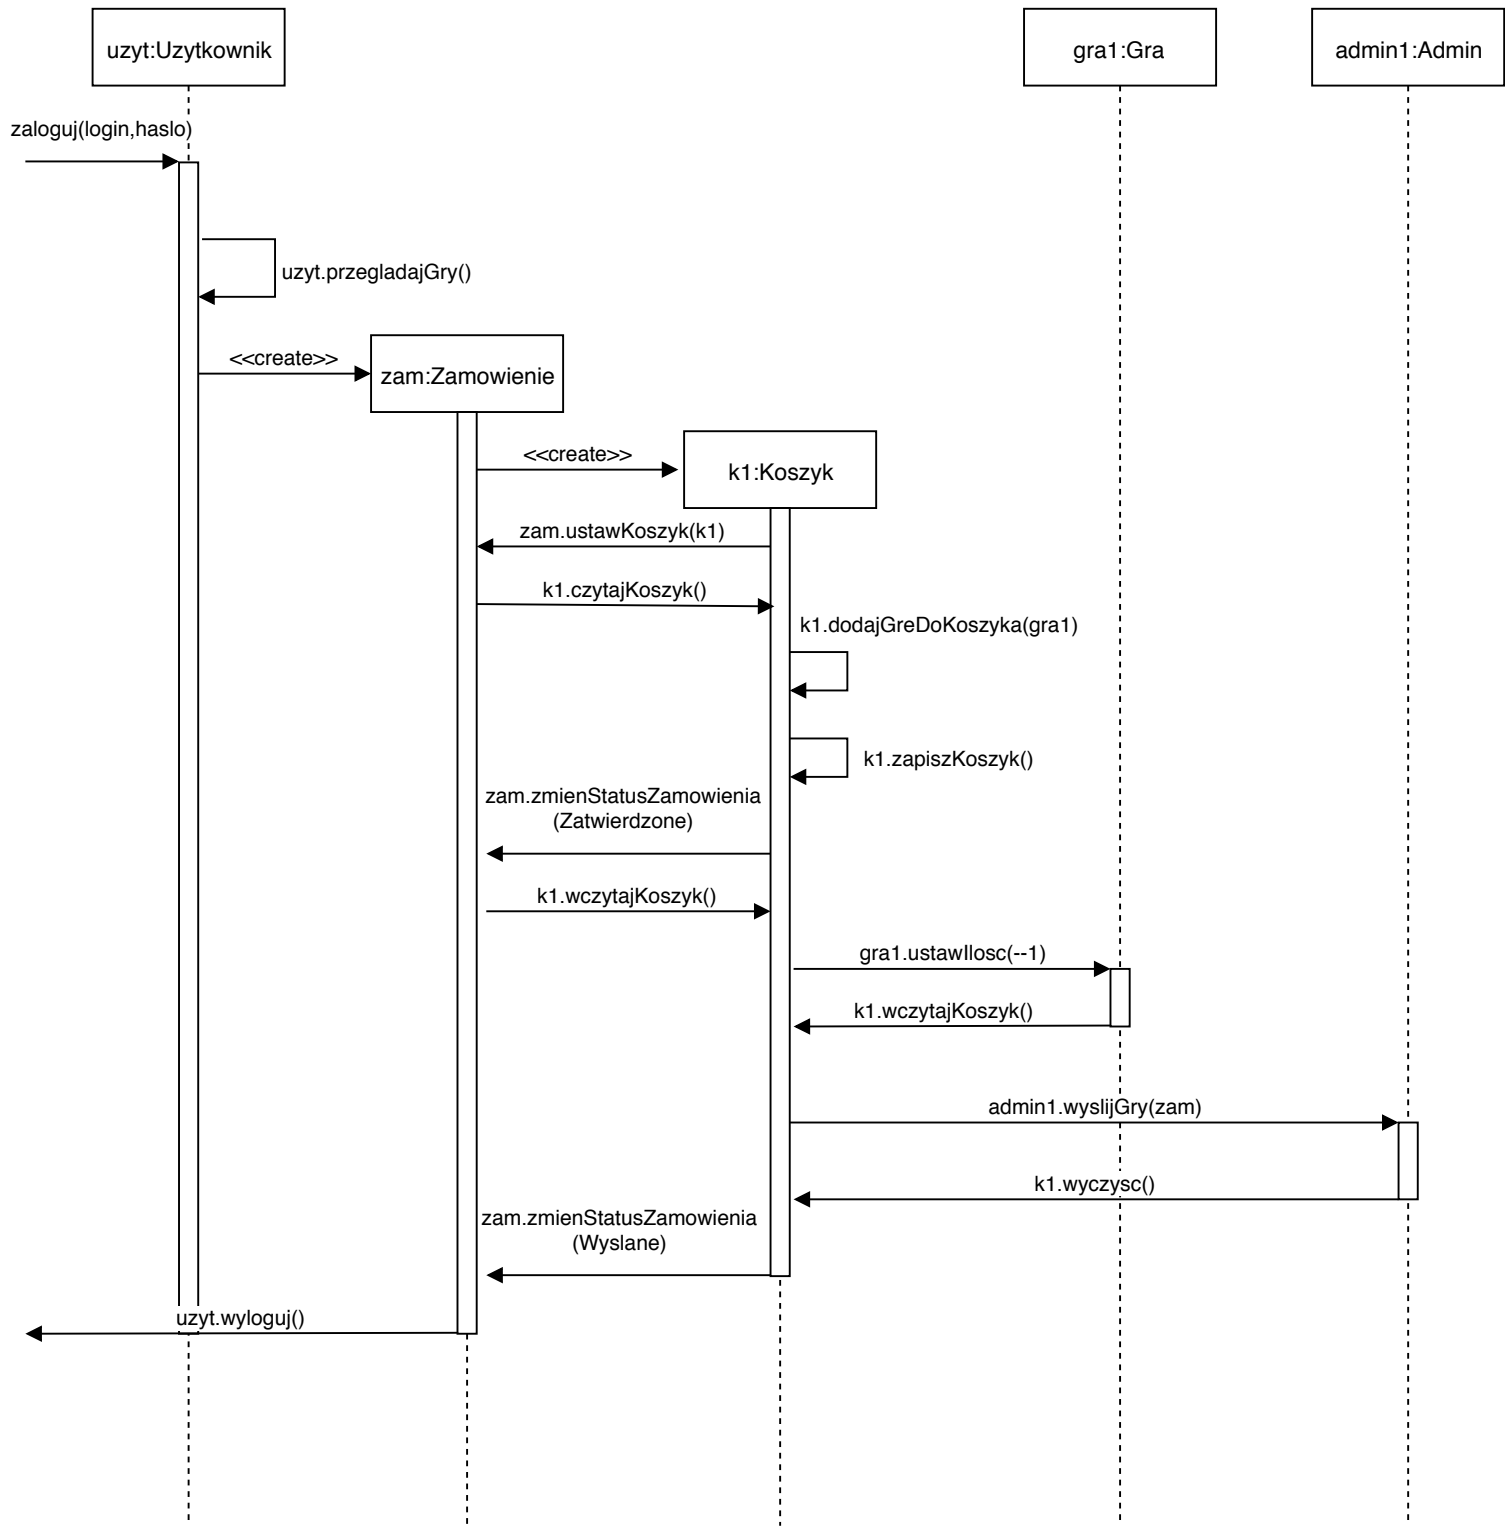 uzyt:Uzytkownik
gra1:Gra
admin1:Admin
zaloguj(login,haslo)
uzyt.przegladajGry()
<<create>>
zam:Zamowienie
<<create>>
k1:Koszyk
zam.ustawKoszyk(k1)
k1.czytajKoszyk()
k1.dodajGreDoKoszyka(gra1)
k1.zapiszKoszyk()
zam.zmienStatusZamowienia
(Zatwierdzone)
k1.wczytajKoszyk()
gra1.ustawIlosc(--1)
k1.wczytajKoszyk()
admin1.wyslijGry(zam)
k1.wyczysc()
zam.zmienStatusZamowienia
(Wyslane)
uzyt.wyloguj()